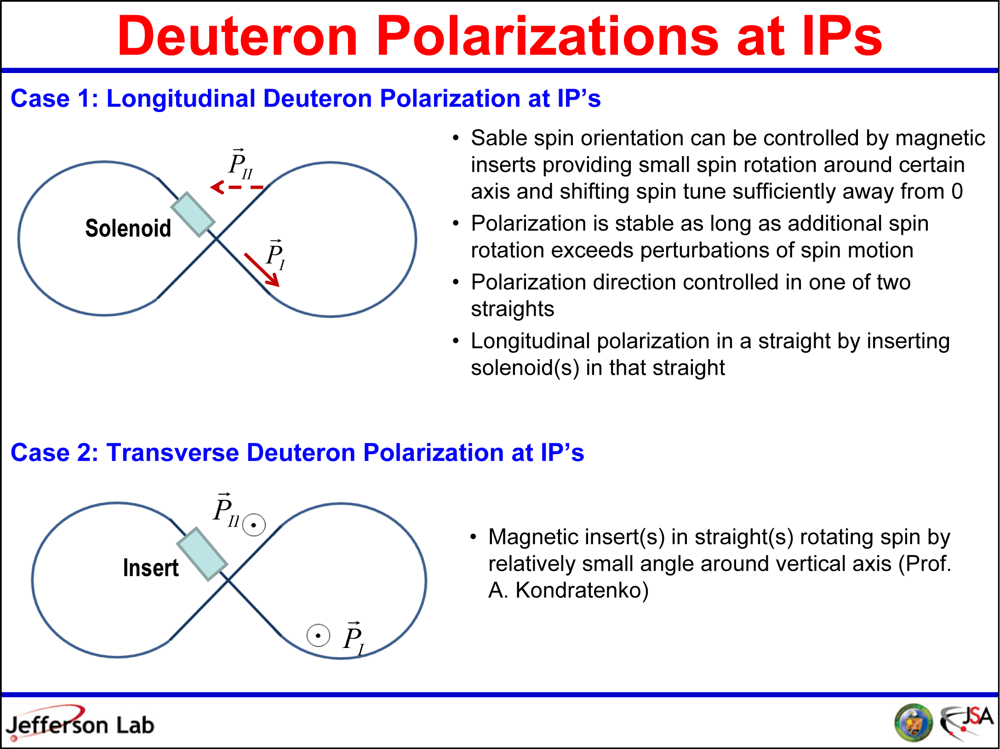 Deuteron Polarizations at IPs
Case 1: Longitudinal Deuteron Polarization at IP’s
P⃗II
Solenoid
P⃗I
• Sable spin orientation can be controlled by magnetic
inserts providing small spin rotation around certain
axis and shifting spin tune sufficiently away from 0
• Polarization is stable as long as additional spin
rotation exceeds perturbations of spin motion
• Polarization direction controlled in one of two
straights
• Longitudinal polarization in a straight by inserting
solenoid(s) in that straight
Case 2: Transverse Deuteron Polarization at IP’s
P⃗II
Insert
P⃗I
• Magnetic insert(s) in straight(s) rotating spin by
relatively small angle around vertical axis (Prof.
A. Kondratenko)
Jefferson Lab
JSA